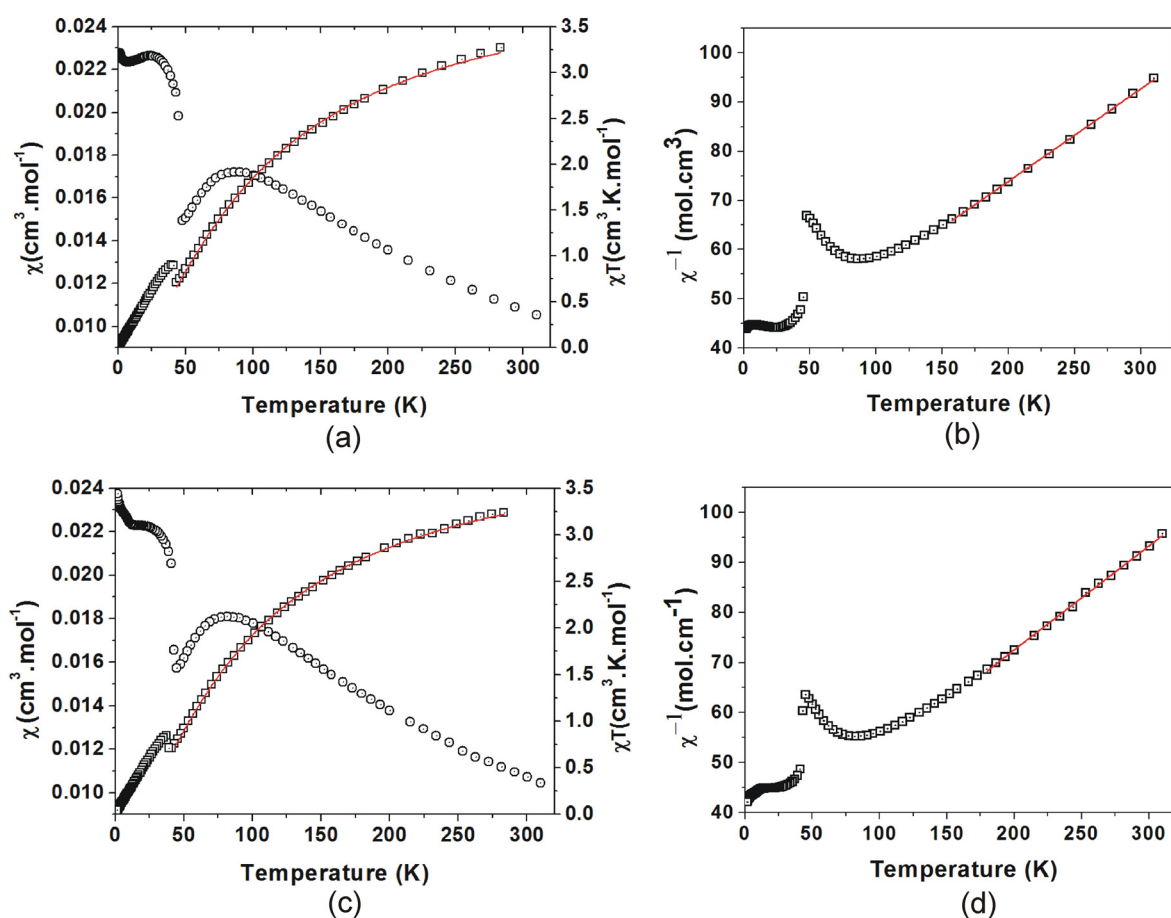 χ(cm³.mol⁻¹)
0.024
0.022
0.020
0.018
0.016
0.014
0.012
0.010
3.5
3.0
2.5
2.0
1.5
1.0
0.5
0.0
χT(cm³.K.mol⁻¹)
0 50 100 150 200 250 300
Temperature (K)
(a)
χ⁻¹ (mol.cm³)
100
90
80
70
60
50
40
0 50 100 150 200 250 300
Temperature (K)
(b)
χ (cm³.mol⁻¹)
0.024
0.022
0.020
0.018
0.016
0.014
0.012
0.010
3.5
3.0
2.5
2.0
1.5
1.0
0.5
0.0
χT(cm³.K.mol⁻¹)
0 50 100 150 200 250 300
Temperature (K)
(c)
χ⁻¹(mol.cm-1)
100
90
80
70
60
50
40
0 50 100 150 200 250 300
Temperature (K)
(d)